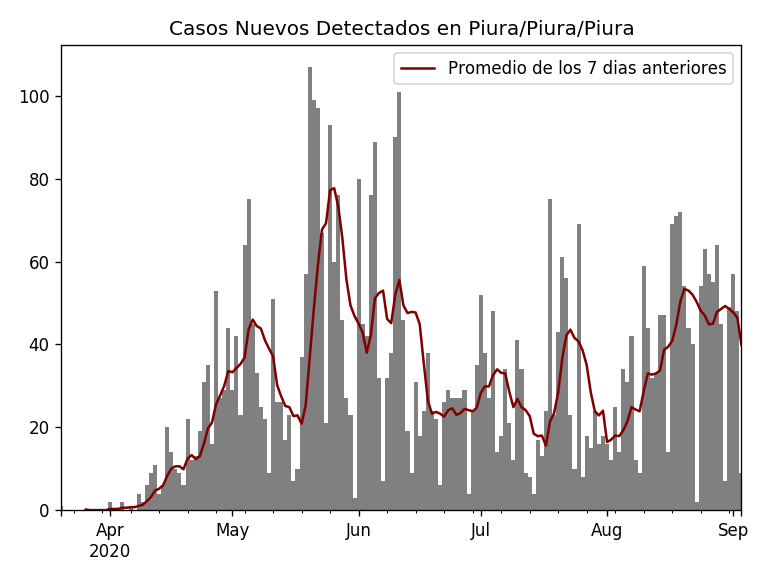 Casos Nuevos Detectados en Piura/Piura/Piura
Promedio de los 7 dias anteriores
100
80
60
40
20
0
Apr May Jun Jul Aug Sep
2020